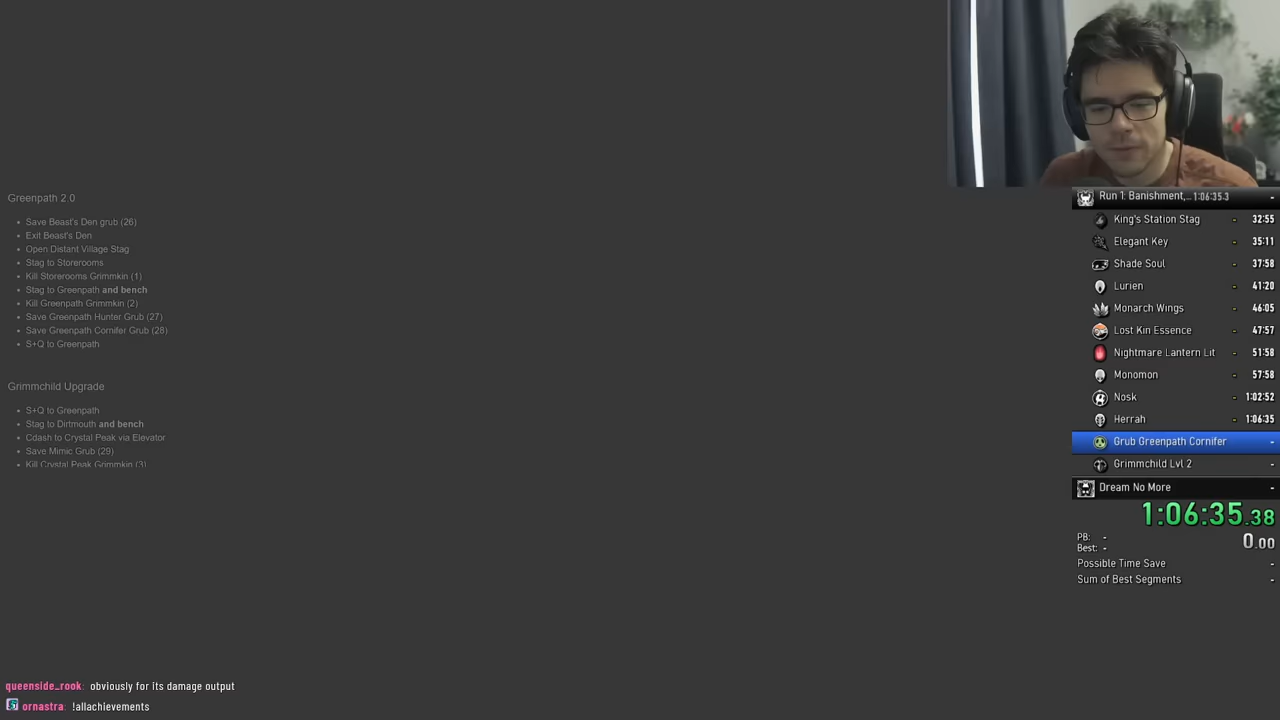 Greenpath 2.0
Save Beast's Den grub (26)
Exit Beast's Den
Open Distant Village Stag
Stag to Storerooms
Kill Storerooms Grimmkin (1)
Stag to Greenpath and bench
Kill Greenpath Grimmkin (2)
Save Greenpath Hunter Grub (27)
Save Greenpath Cornifer Grub (28)
S+Q to Greenpath
Grimmchild Upgrade
S+Q to Greenpath
Stag to Dirtmouth and bench
Cdash to Crystal Peak via Elevator
Save Mimic Grub (29)
Kill Crystal Peak Grimmkin (3)
Run 1: Banishment,... 1:06:35.3 -
King's Station Stag - 32:55
Elegant Key - 35:11
Shade Soul - 37:58
Lurien - 41:20
Monarch Wings - 46:05
Lost Kin Essence - 47:57
Nightmare Lantern Lit - 51:58
Monomon - 57:58
Nosk - 1:02:52
Herrah - 1:06:35
Grub Greenpath Cornifer -
Grimmchild Lvl 2 -
Dream No More -
1:06:35.38
PB: -
0.00
Best: -
Possible Time Save -
Sum of Best Segments -
queenside_rook: obviously for its damage output
ornastra: !allachievements